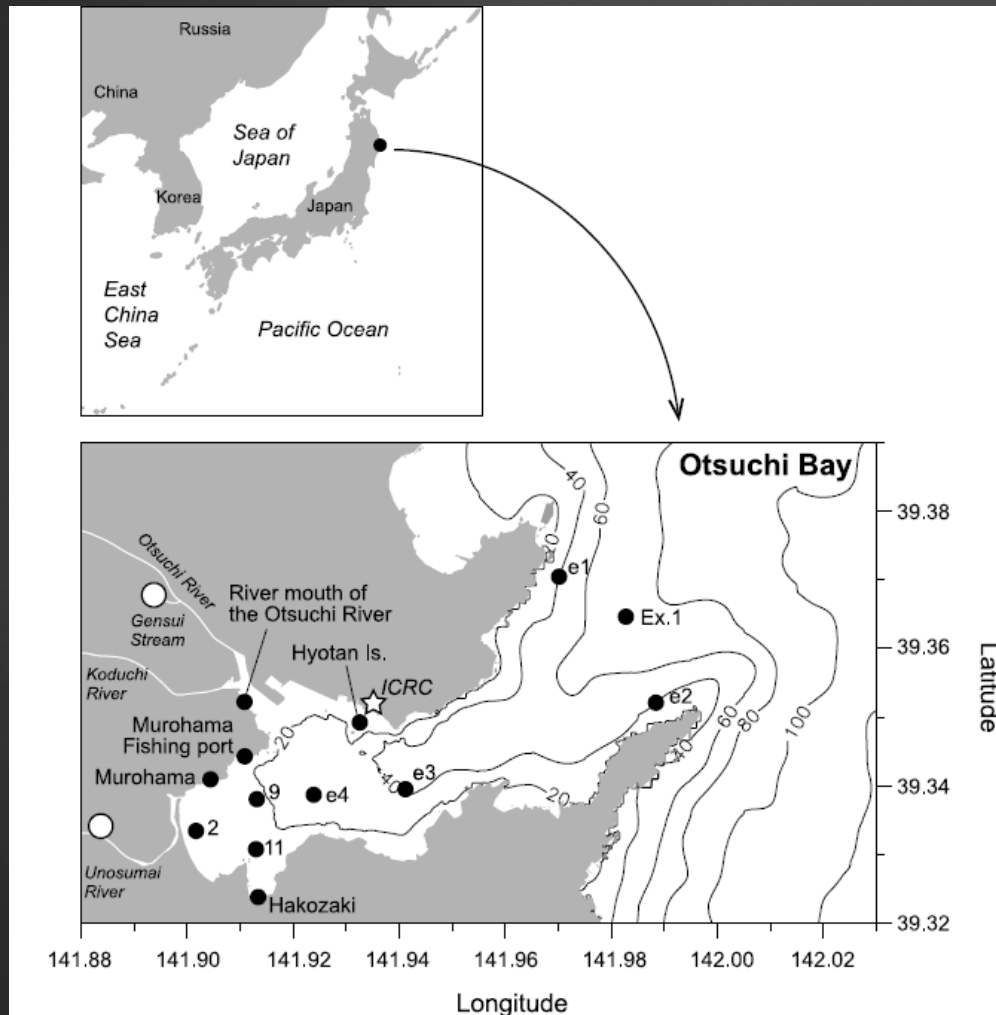 Russia
China
Sea of
Japan
Korea
Japan
East
China
Sea
Pacific Ocean
Otsuchi Bay
40
60
20
e1
Ex.1
Otsuchi River
River mouth of
the Otsuchi River
Gensui
Stream
Hyotan Is.
ICRC
Koduchi
River
e2
60
80
100
40
Murohama
Fishing port
20
Murohama
40
e3
20
9
e4
2
11
Unosumai
River
Hakozaki
39.38
39.36
39.34
39.32
Latitude
141.88 141.90 141.92 141.94 141.96 141.98 142.00 142.02
Longitude